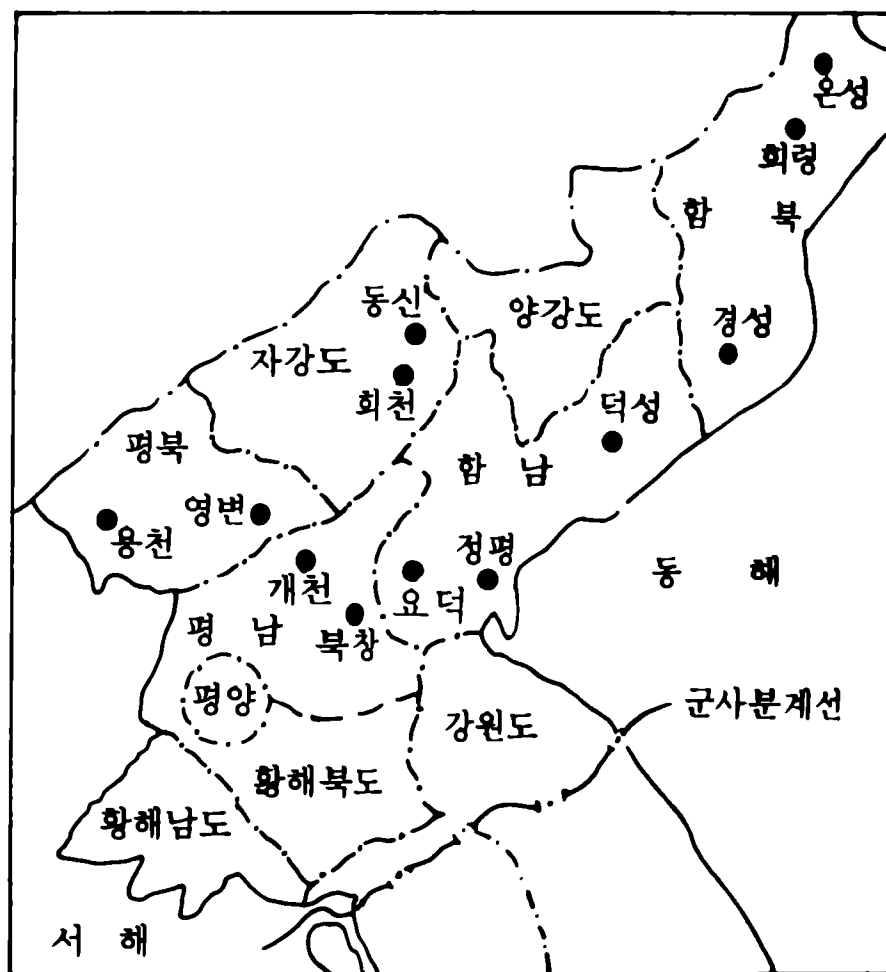 온성
회령
함 북
동신
양강도
경성
자강도
회천
덕성
평북
함 남
영변
용천
정평
동 해
개천
요덕
북창
평 남
평양
군사분계선
강원도
황해북도
황해남도
서 해